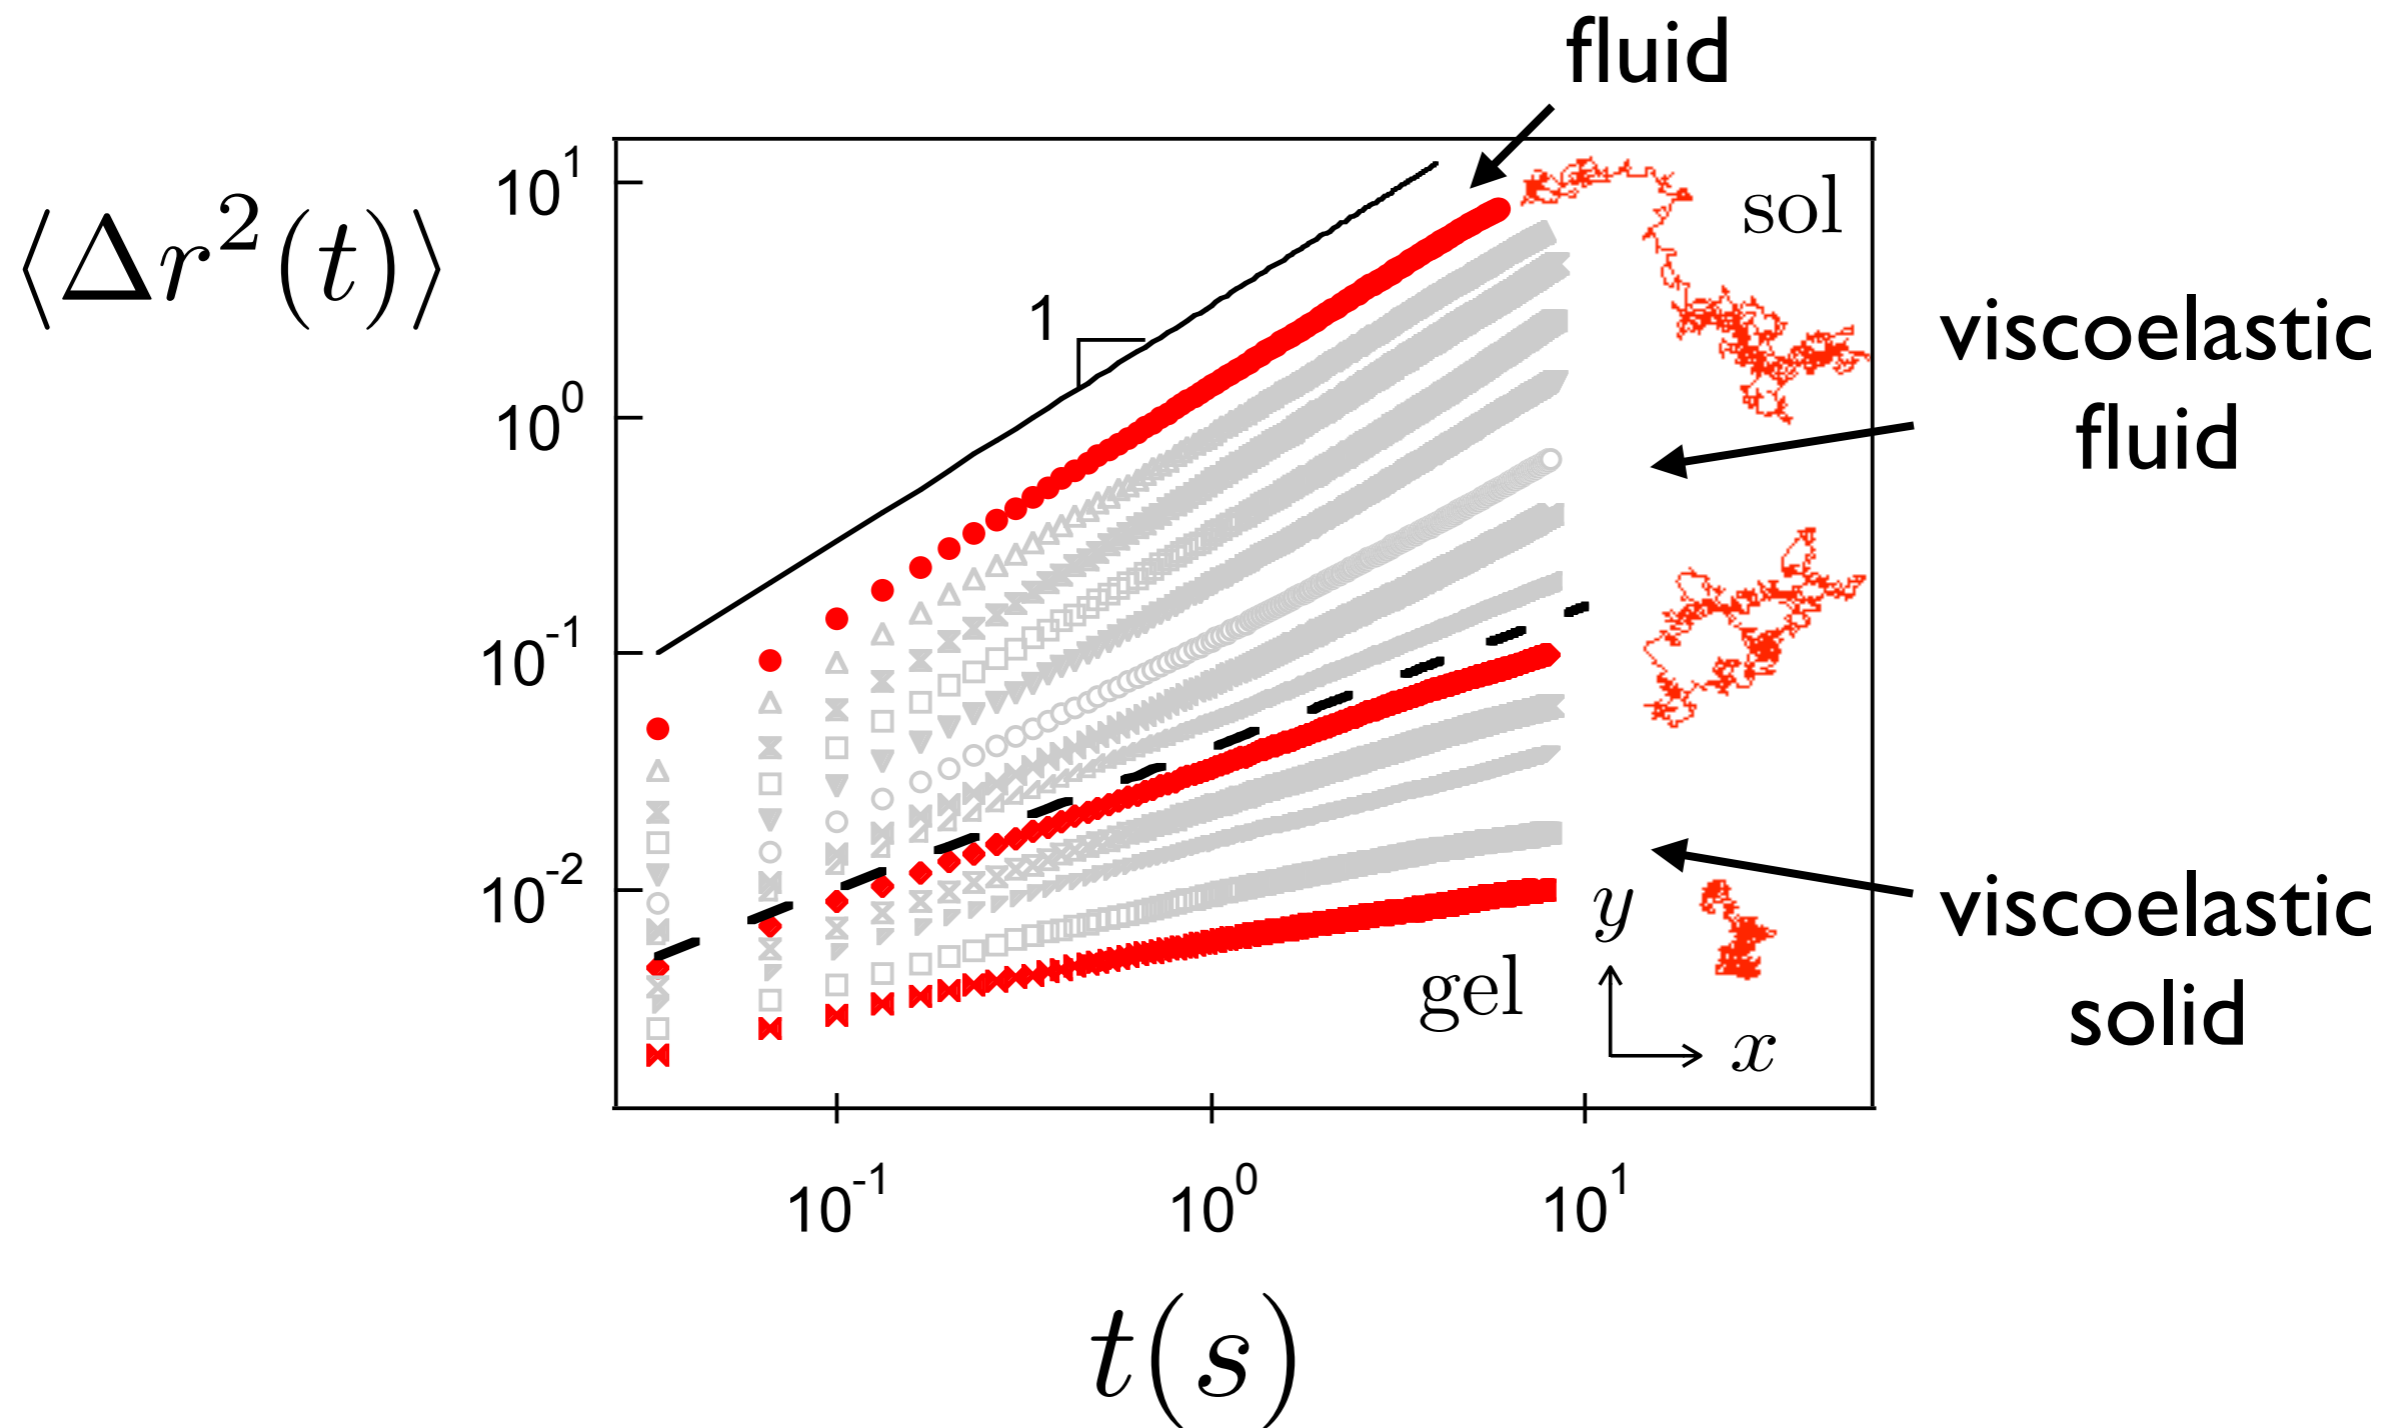 fluid
⟨Δr²(t)⟩
10¹
10⁰
10⁻¹
10⁻²
1
sol
viscoelastic
fluid
viscoelastic
solid
gel
y
x
10⁻¹
10⁰
10¹
t(s)